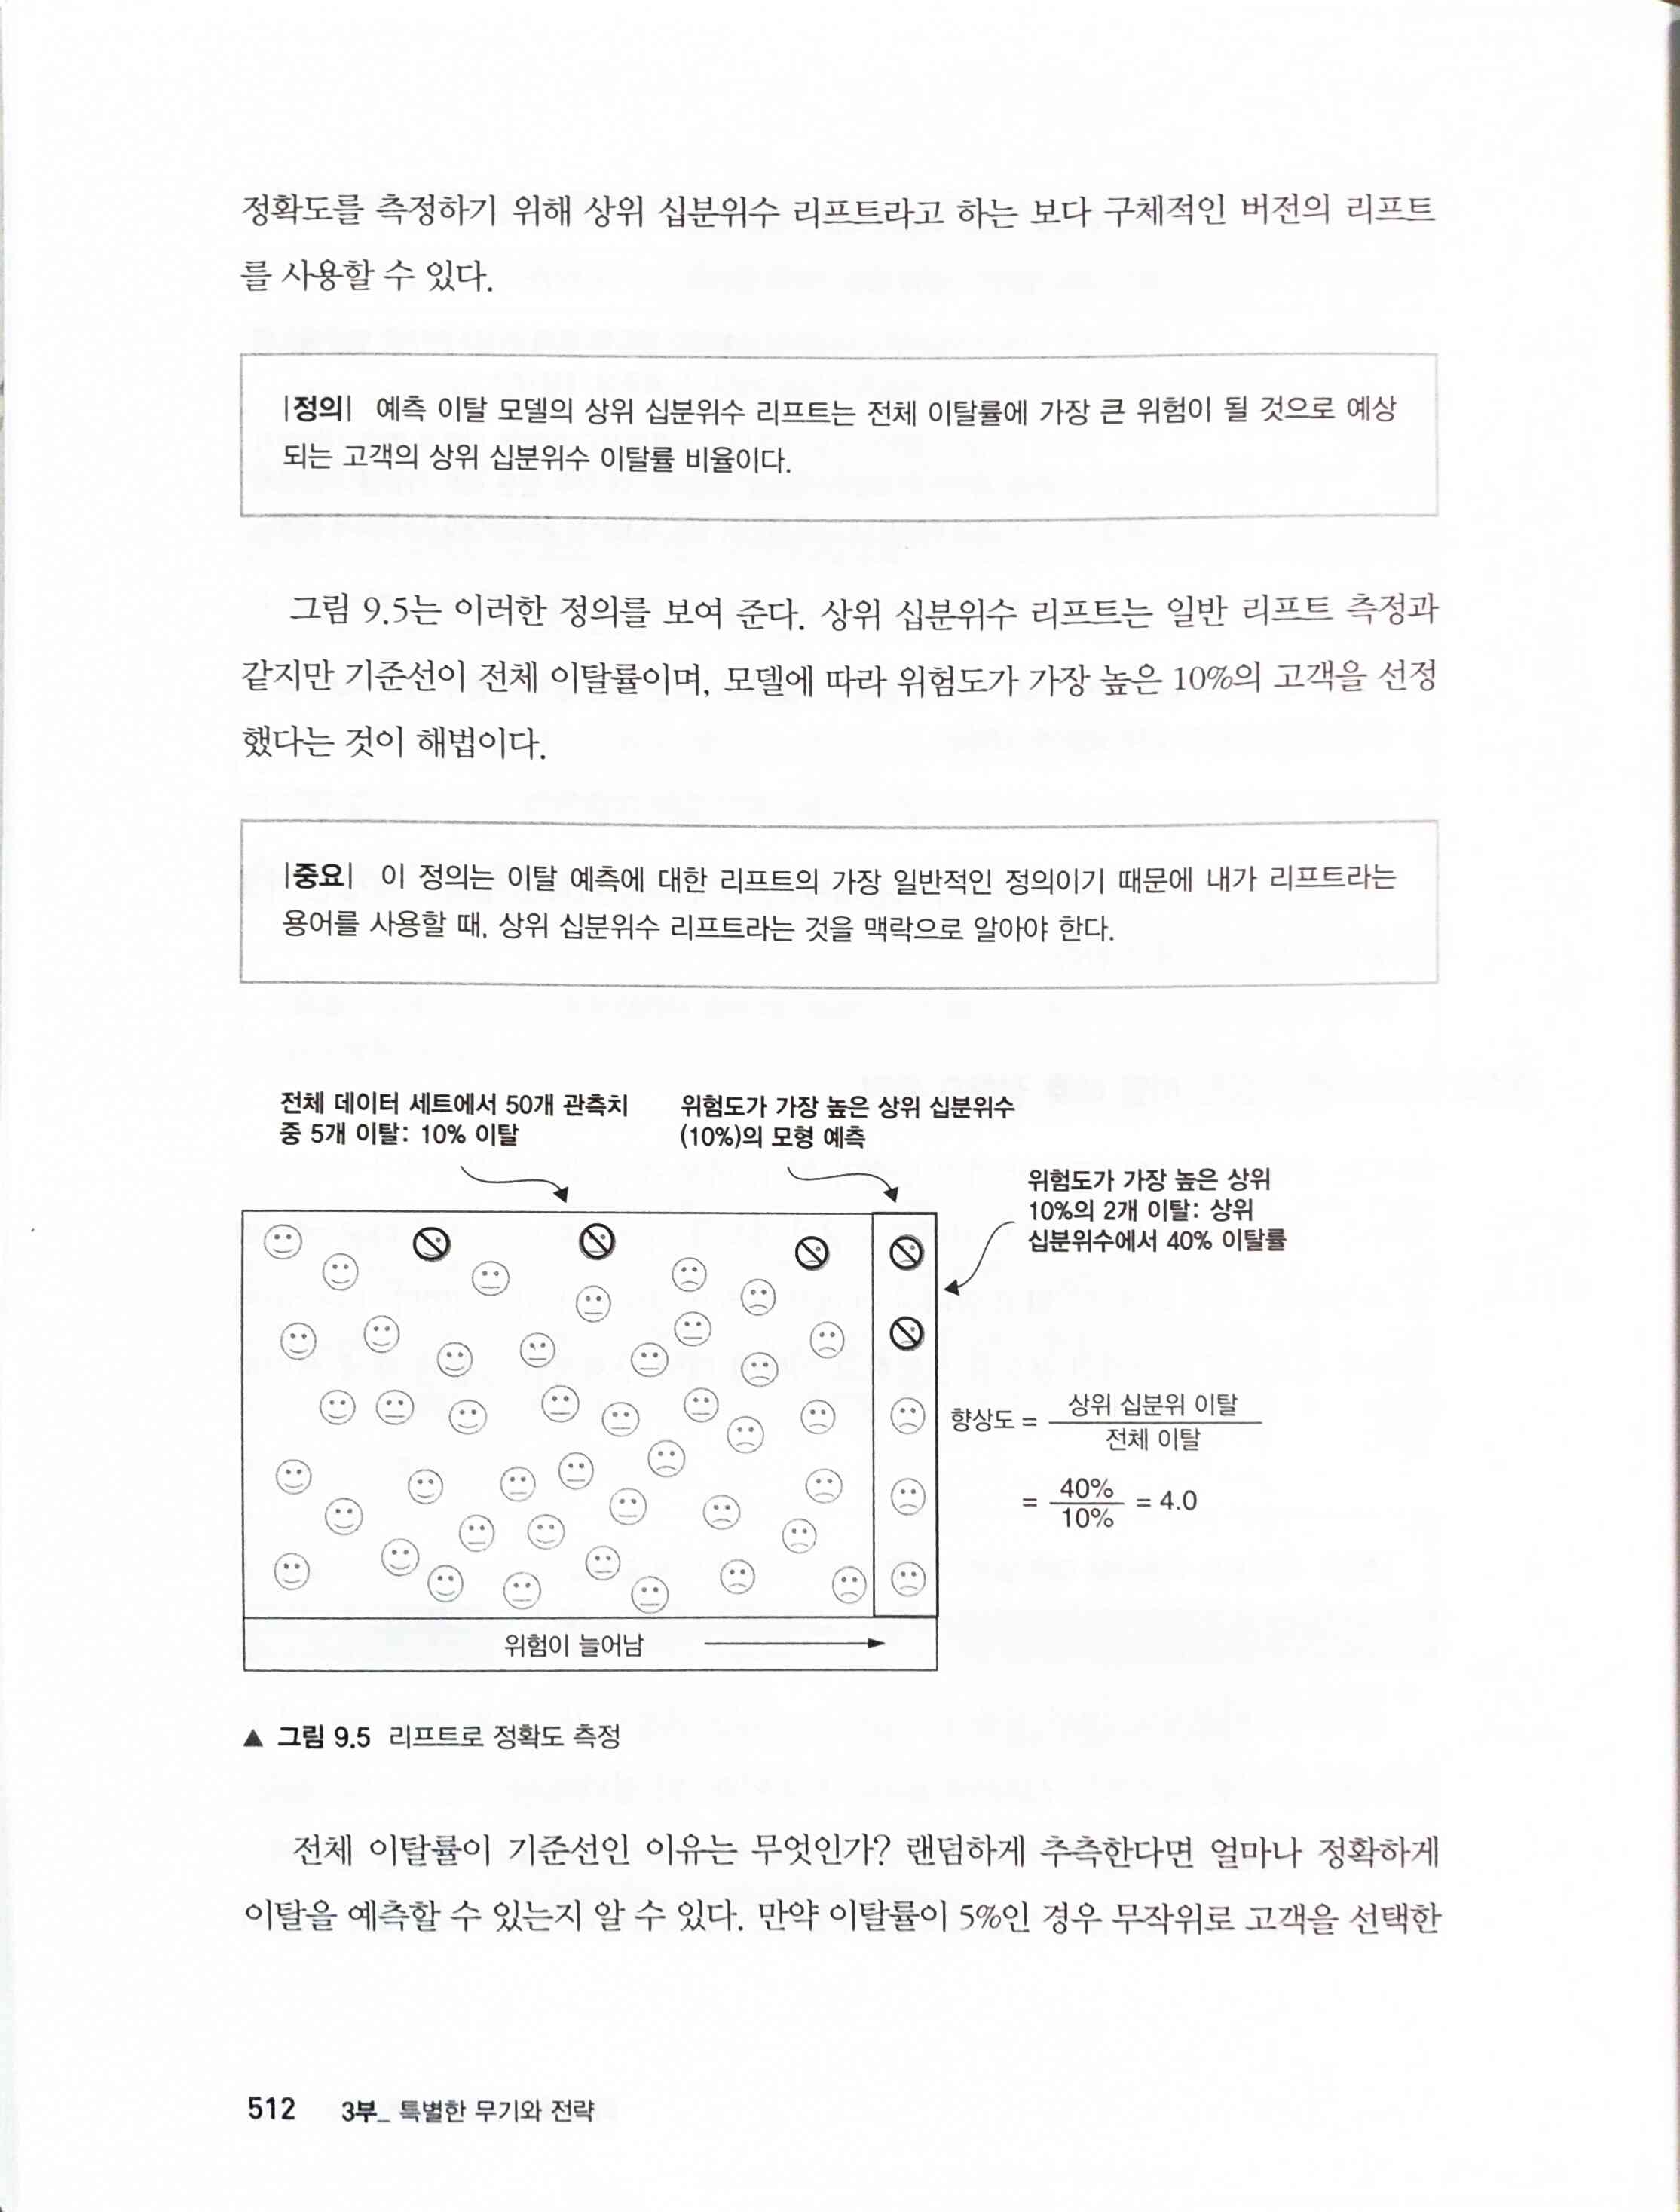 정확도를 측정하기 위해 상위 십분위수 리프트라고 하는 보다 구체적인 버전의 리프트
를 사용할 수 있다.
|정의| 예측 이탈 모델의 상위 십분위수 리프트는 전체 이탈률에 가장 큰 위험이 될 것으로 예상
되는 고객의 상위 십분위수 이탈률 비율이다.
그림 9.5는 이러한 정의를 보여 준다. 상위 십분위수 리프트는 일반 리프트 측정과
같지만 기준선이 전체 이탈률이며, 모델에 따라 위험도가 가장 높은 10%의 고객을 선정
했다는 것이 해법이다.
|중요| 이 정의는 이탈 예측에 대한 리프트의 가장 일반적인 정의이기 때문에 내가 리프트라는
용어를 사용할 때, 상위 십분위수 리프트라는 것을 맥락으로 알아야 한다.
전체 데이터 세트에서 50개 관측치
중 5개 이탈: 10% 이탈
위험도가 가장 높은 상위 십분위수
(10%)의 모형 예측
위험도가 가장 높은 상위
10%의 2개 이탈: 상위
십분위수에서 40% 이탈률
향상도 = 상위 십분위 이탈
전체 이탈
= 40%
10% = 4.0
위험이 늘어남
▲ 그림 9.5 리프트로 정확도 측정
전체 이탈률이 기준선인 이유는 무엇인가? 랜덤하게 추측한다면 얼마나 정확하게
이탈을 예측할 수 있는지 알 수 있다. 만약 이탈률이 5%인 경우 무작위로 고객을 선택한
512 3부_ 특별한 무기와 전략